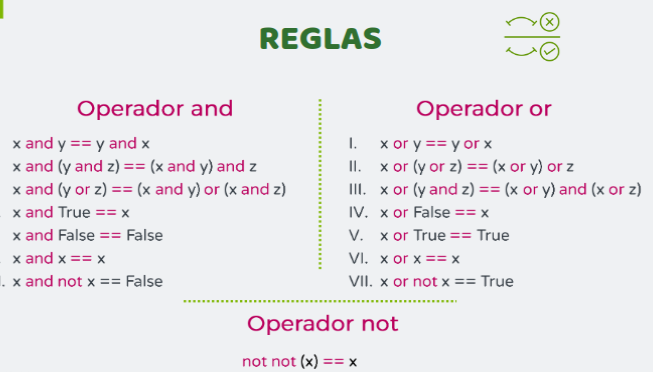 REGLAS
Operador and
x and y == y and x
x and (y and z) == (x and y) and z
x and (y or z) == (x and y) or (x and z)
. x and True == x
x and False == False
. x and x == x
I. x and not x == False
Operador or
I. x or y == y or x
II. x or (y or z) == (x or y) or z
III. x or (y and z) == (x or y) and (x or z)
IV. x or False == x
V. x or True == True
VI. x or x == x
VII. x or not x == True
Operador not
not not (x) == x